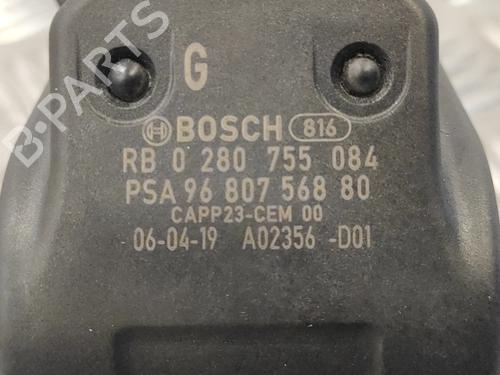 G
BOSCH 816
RB 0 280 755 084
PSA 96 807 568 80
CAPP23-CEM 00
06-04-19 A02356 -D01
B-PARTS